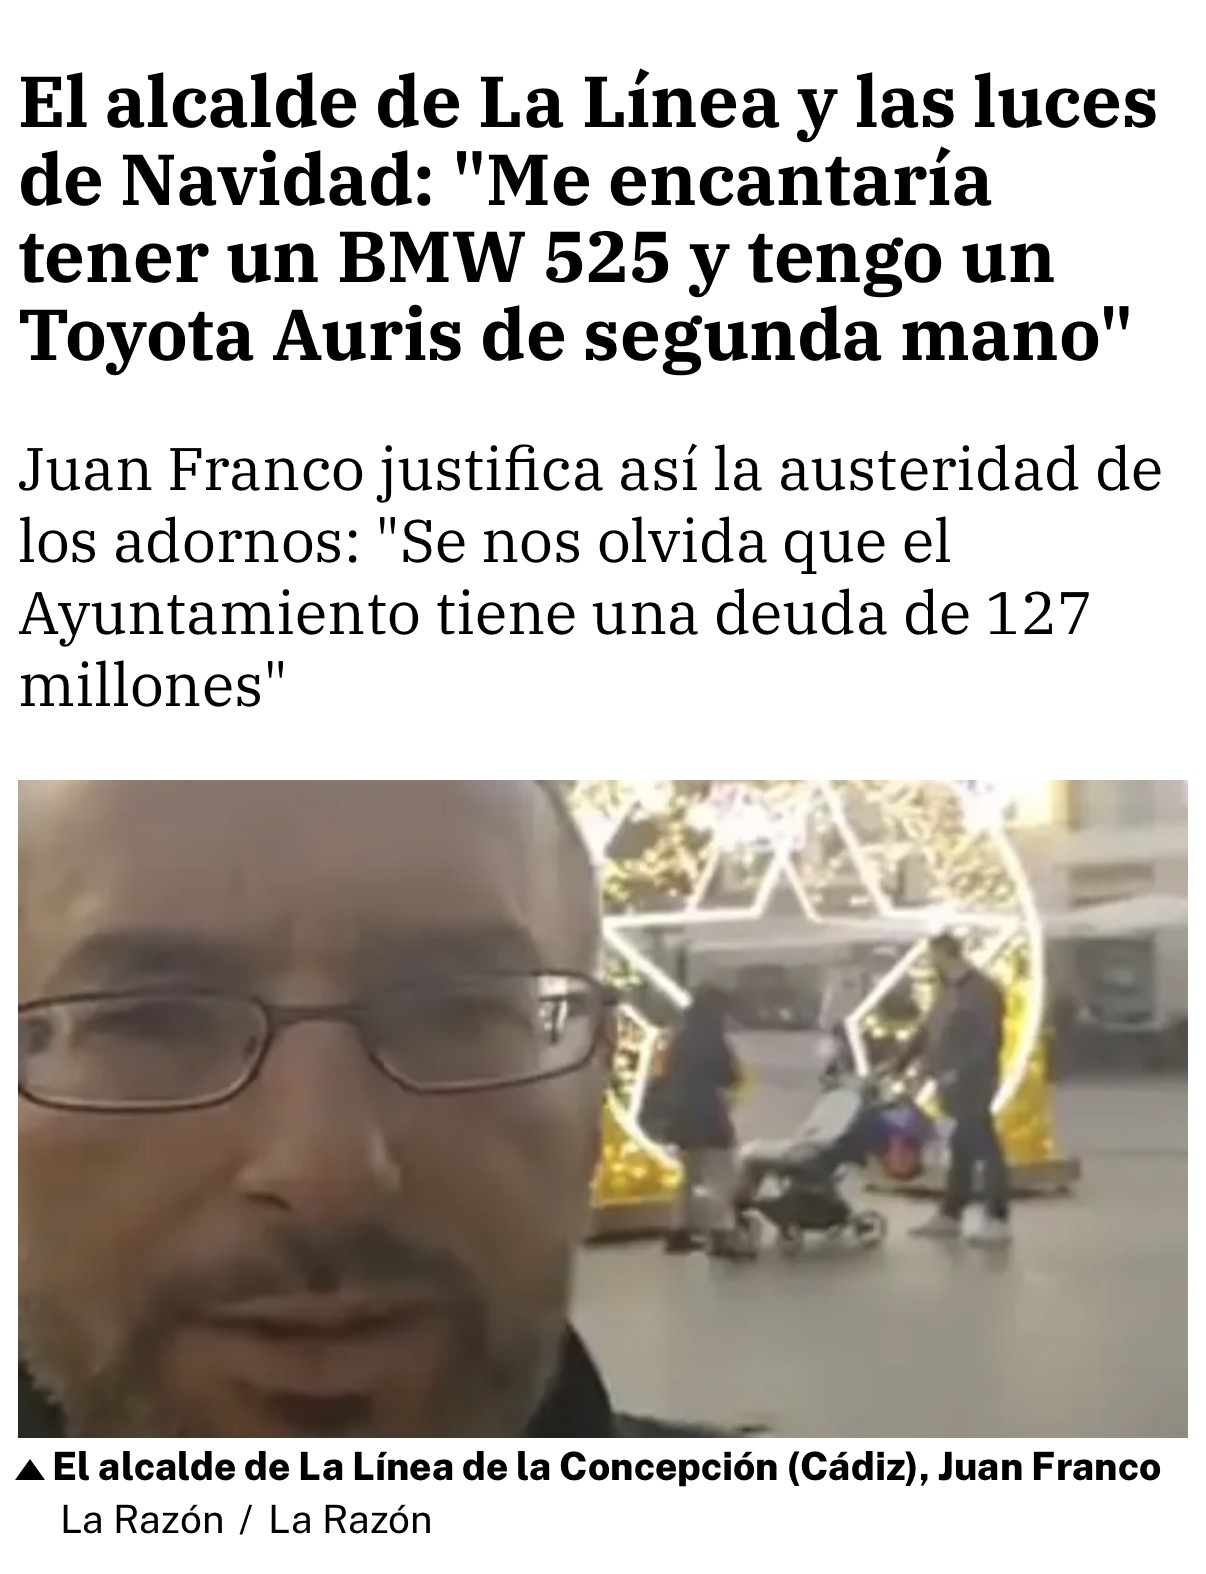 El alcalde de La Línea y las luces
de Navidad: "Me encantaría
tener un BMW 525 y tengo un
Toyota Auris de segunda mano"
Juan Franco justifica así la austeridad de
los adornos: "Se nos olvida que el
Ayuntamiento tiene una deuda de 127
millones"
▲ El alcalde de La Línea de la Concepción (Cádiz), Juan Franco
La Razón / La Razón